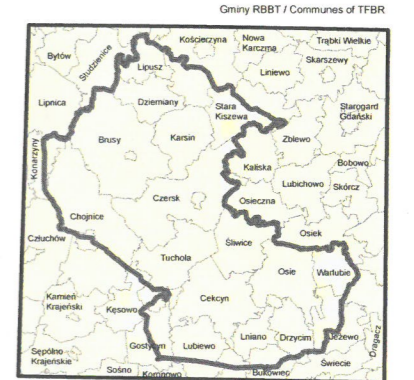 Gminy RBBT / Communes of TFBR
Kościerzyna
Nowa
Karczma
Trąbki Wielkie
Bytów
Studzienice
Lipusz
Liniewo
Skarszewy
Lipnica
Dziemiany
Stara
Kiszewa
Starogard
Gdański
Konarzyny
Brusy
Karsin
Zblewo
Kaliska
Bobowo
Lubichowo
Skórcz
Czersk
Osieczna
Chojnice
Człuchów
Śliwice
Osiek
Tuchola
Osie
Warlubie
Kamień
Krajeński
Kęsowo
Cekcyn
Gostycyn
Lubiewo
Lniano
Drzycim
Jeżewo
Dragacz
Sępólno
Krajeńskie
Sośno
Koronowo
Bukowiec
Świecie